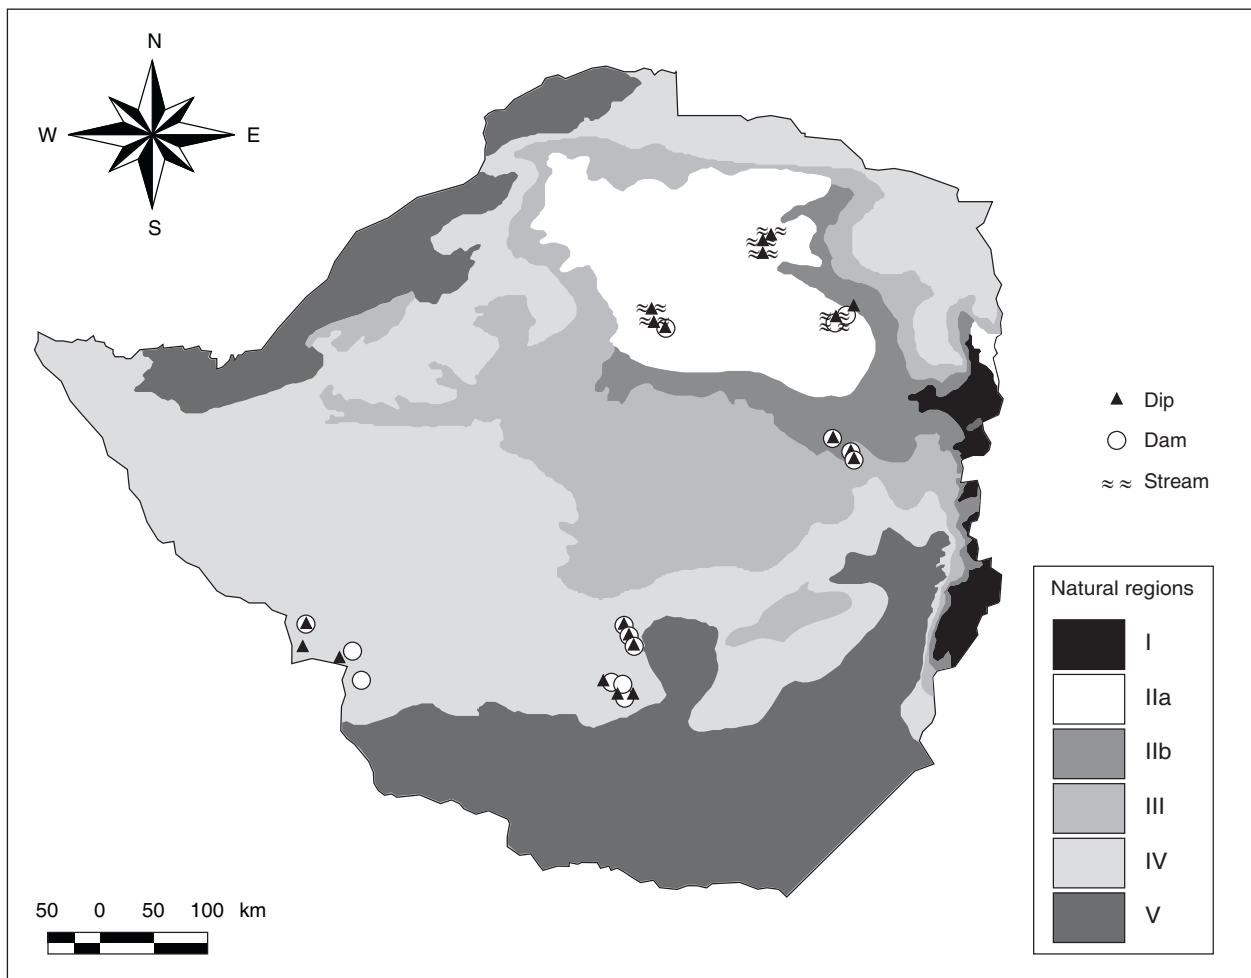 N
W E
S
Dip
Dam
Stream
Natural regions
I
IIa
IIb
III
IV
V
50 0 50 100 km